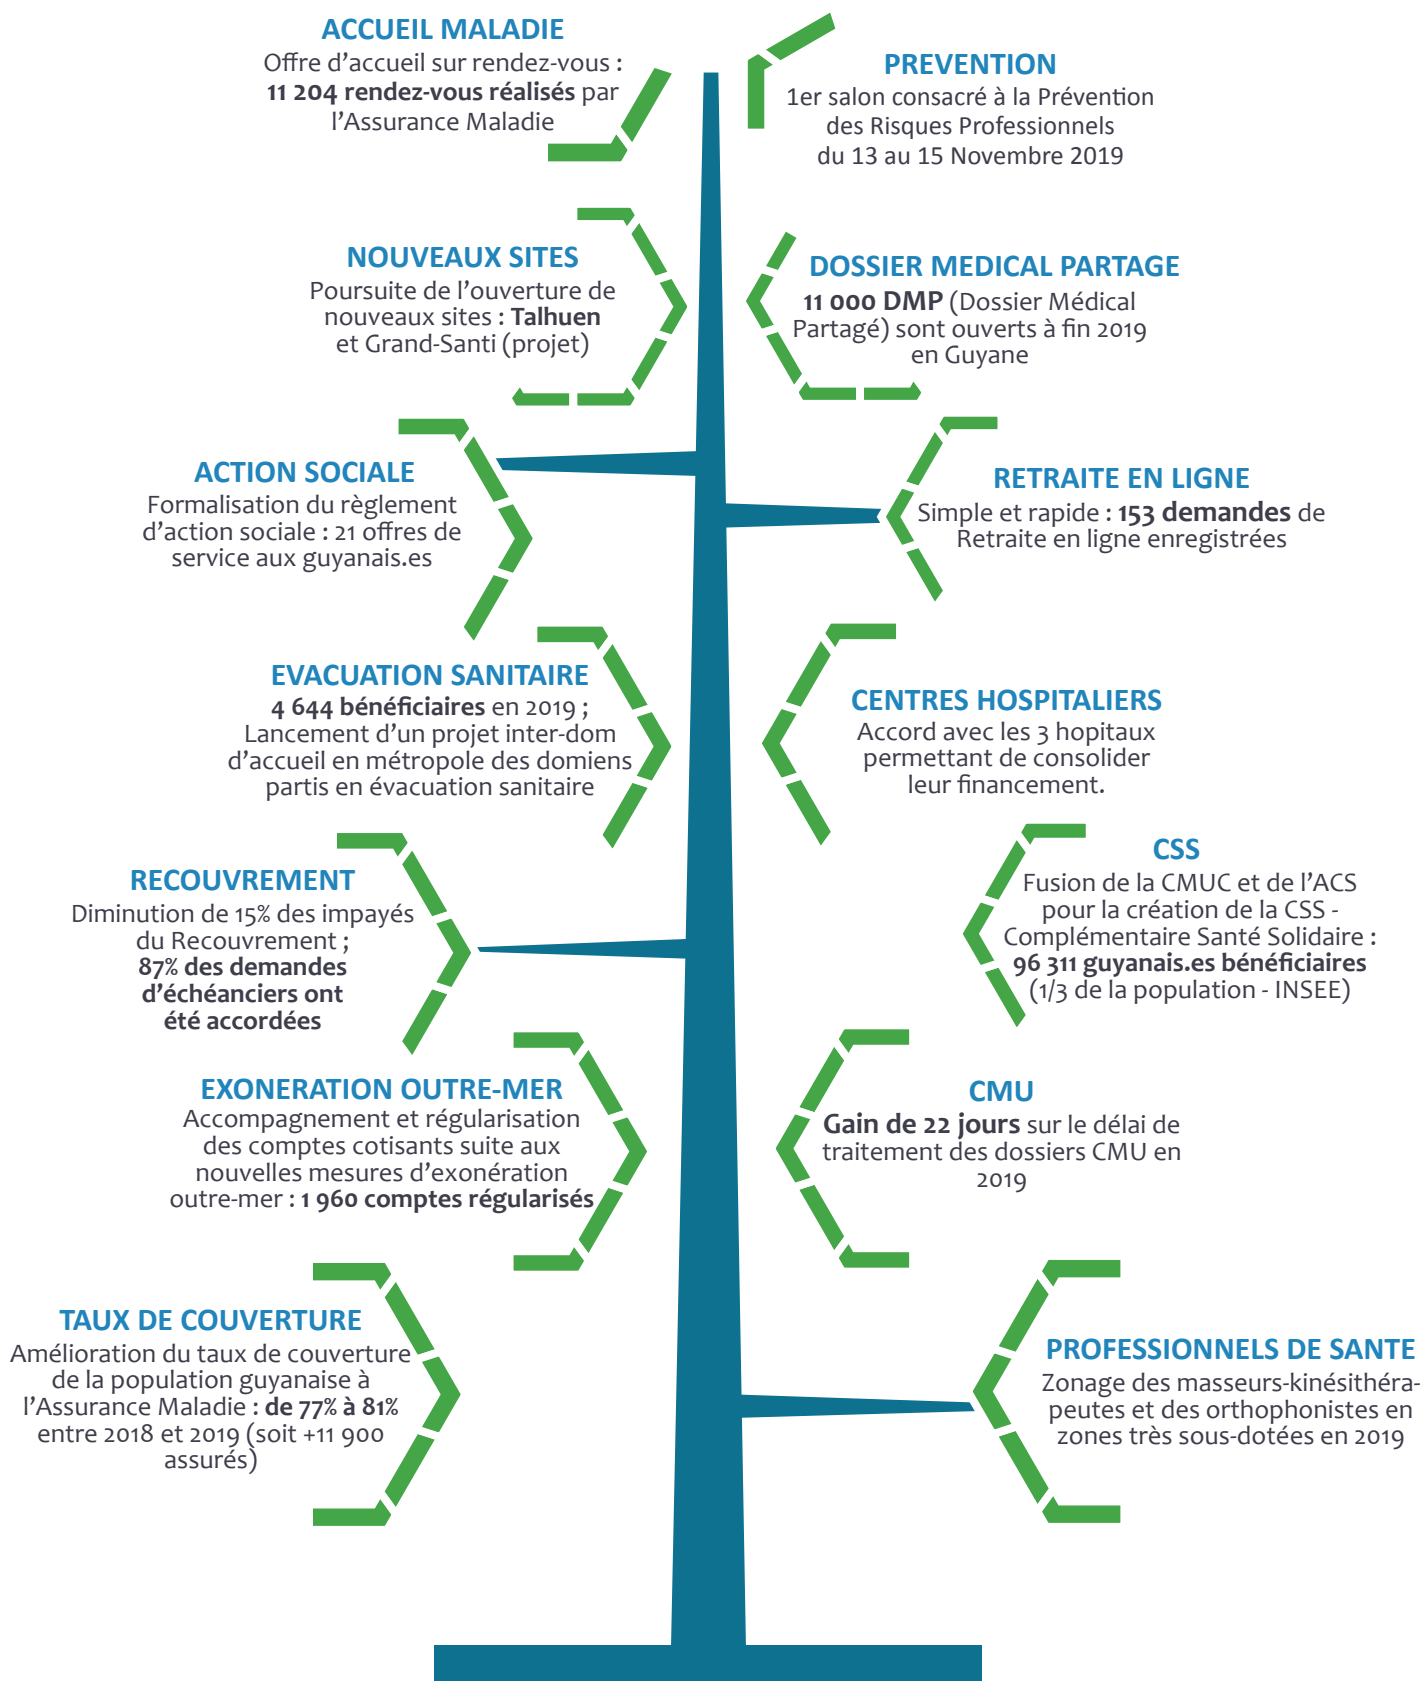 ACCUEIL MALADIE
Offre d'accueil sur rendez-vous :
11 204 rendez-vous réalisés par
l'Assurance Maladie
PREVENTION
1er salon consacré à la Prévention
des Risques Professionnels
du 13 au 15 Novembre 2019
NOUVEAUX SITES
Poursuite de l'ouverture de
nouveaux sites : Talhuen
et Grand-Santi (projet)
DOSSIER MEDICAL PARTAGE
11 000 DMP (Dossier Médical
Partagé) sont ouverts à fin 2019
en Guyane
ACTION SOCIALE
Formalisation du règlement
d'action sociale : 21 offres de
service aux guyanais.es
RETRAITE EN LIGNE
Simple et rapide : 153 demandes de
Retraite en ligne enregistrées
EVACUATION SANITAIRE
4 644 bénéficiaires en 2019 ;
Lancement d'un projet inter-dom
d'accueil en métropole des domiens
partis en évacuation sanitaire
CENTRES HOSPITALIERS
Accord avec les 3 hopitaux
permettant de consolider
leur financement.
RECOUVREMENT
Diminution de 15% des impayés
du Recouvrement ;
87% des demandes
d'échéanciers ont
été accordées
CSS
Fusion de la CMUC et de l'ACS
pour la création de la CSS -
Complémentaire Santé Solidaire :
96 311 guyanais.es bénéficiaires
(1/3 de la population - INSEE)
EXONERATION OUTRE-MER
Accompagnement et régularisation
des comptes cotisants suite aux
nouvelles mesures d'exonération
outre-mer : 1 960 comptes régularisés
CMU
Gain de 22 jours sur le délai de
traitement des dossiers CMU en
2019
TAUX DE COUVERTURE
Amélioration du taux de couverture
de la population guyanaise à
l'Assurance Maladie : de 77% à 81%
entre 2018 et 2019 (soit +11 900
assurés)
PROFESSIONNELS DE SANTE
Zonage des masseurs-kinésithéra-
peutes et des orthophonistes en
zones très sous-dotées en 2019